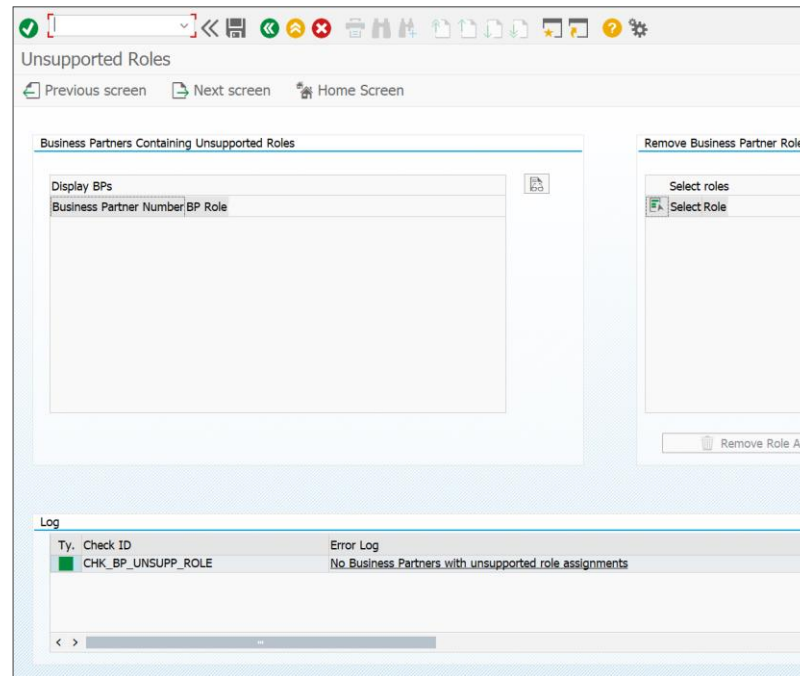 Unsupported Roles
Previous screen Next screen Home Screen
Business Partners Containing Unsupported Roles
Display BPs
Business Partner Number BP Role
Remove Business Partner Role
Select roles
Select Role
Remove Role A
Log
Ty. Check ID Error Log
CHK_BP_UNSUPP_ROLE No Business Partners with unsupported role assignments